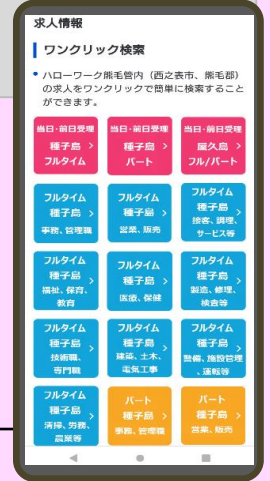 求人情報
ワンクリック検索
• ハローワーク熊毛管内（西之表市、熊毛郡）
の求人をワンクリックで簡単に検索すること
ができます。
当日・前日受理
種子島 >
フルタイム
当日・前日受理
種子島 >
パート
当日・前日受理
屋久島 >
フル/パート
フルタイム
種子島 >
事務、管理職
フルタイム
種子島 >
営業、販売
フルタイム
種子島 >
接客、調理、
サービス等
フルタイム
種子島 >
福祉、保育、
教育
フルタイム
種子島 >
医療、保健
フルタイム
種子島 >
製造、修理、
検査等
フルタイム
種子島 >
技術職、
専門職
フルタイム
種子島 >
建築、土木、
電気工事
フルタイム
種子島 >
警備、施設管理
、運転等
フルタイム
種子島 >
清掃、労務、
農業等
パート
種子島 >
事務、管理職
パート
種子島 >
営業、販売